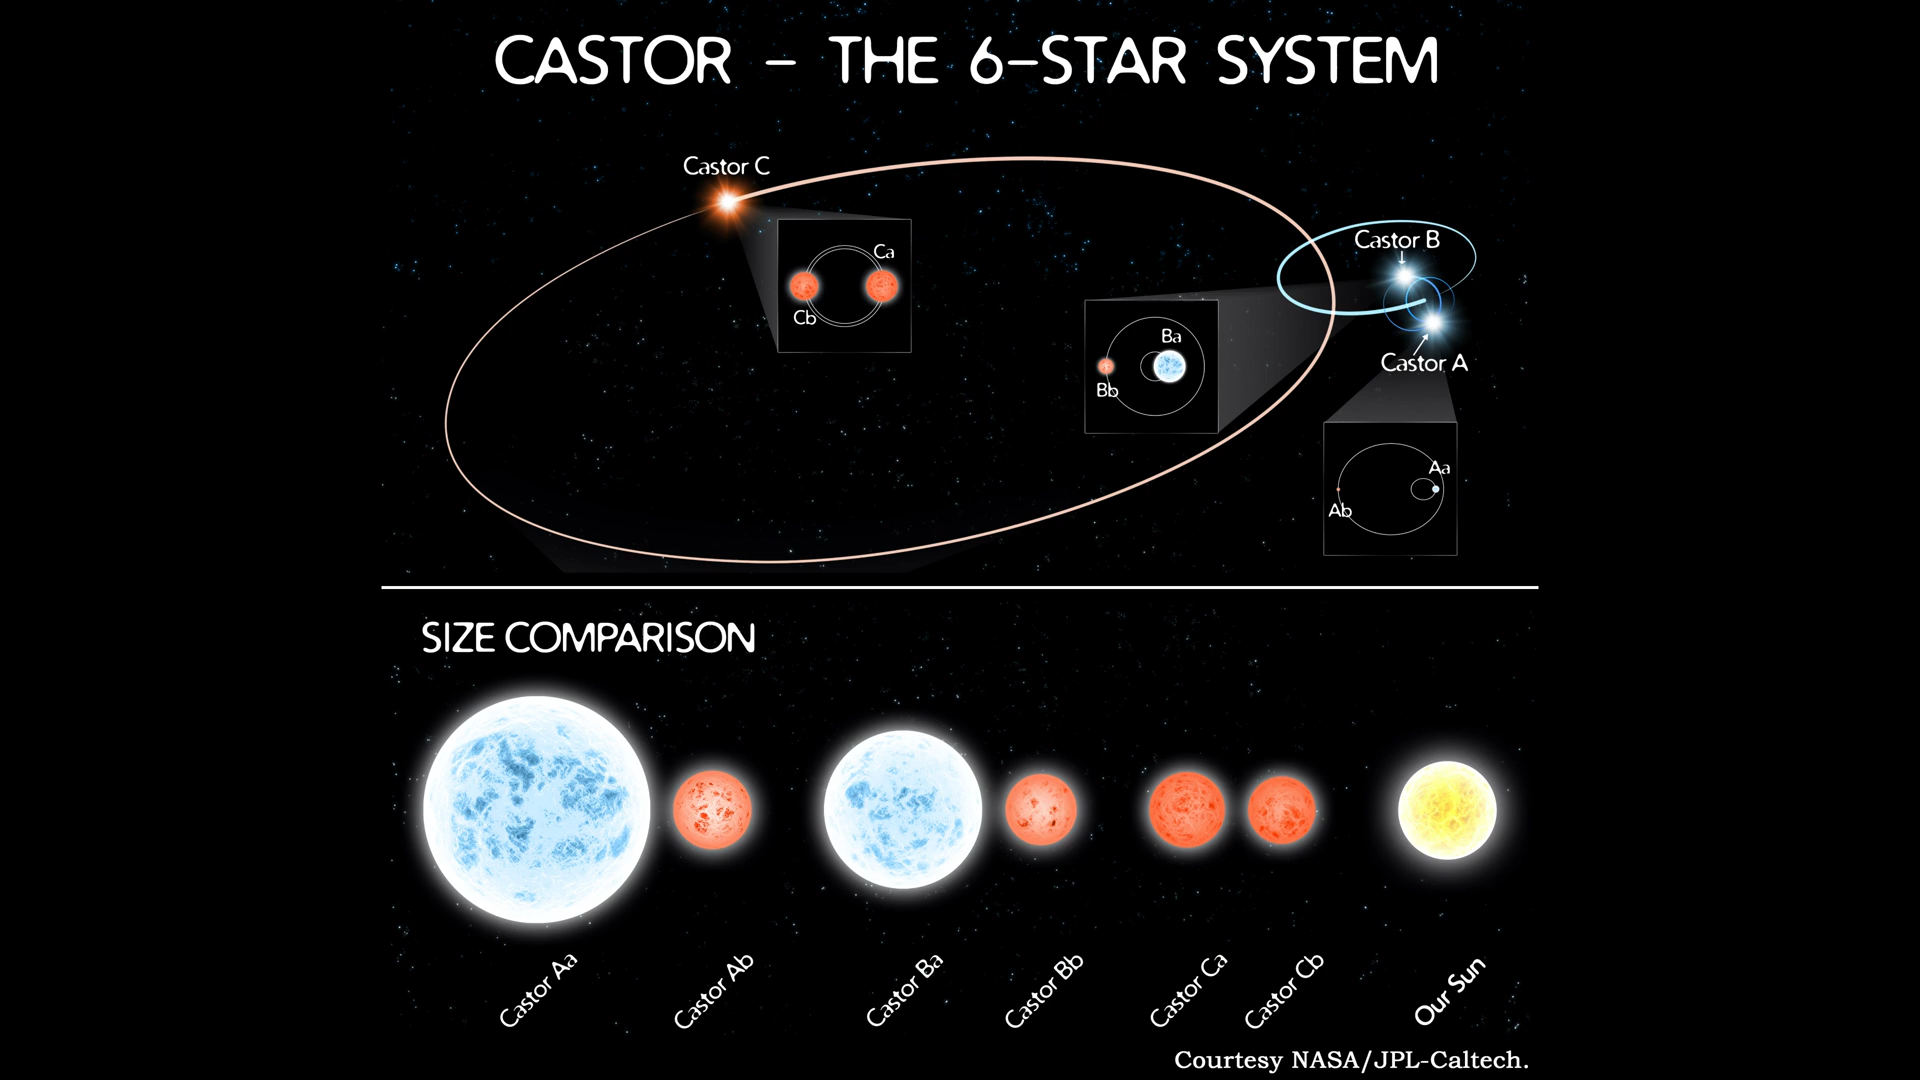 CASTOR – THE 6–STAR SYSTEM
Castor C
Ca
Cb
Castor B
Castor A
Ba
Bb
Aa
Ab
SIZE COMPARISON
Castor Aa
Castor Ab
Castor Ba
Castor Bb
Castor Ca
Castor Cb
Our Sun
Courtesy NASA/JPL-Caltech.